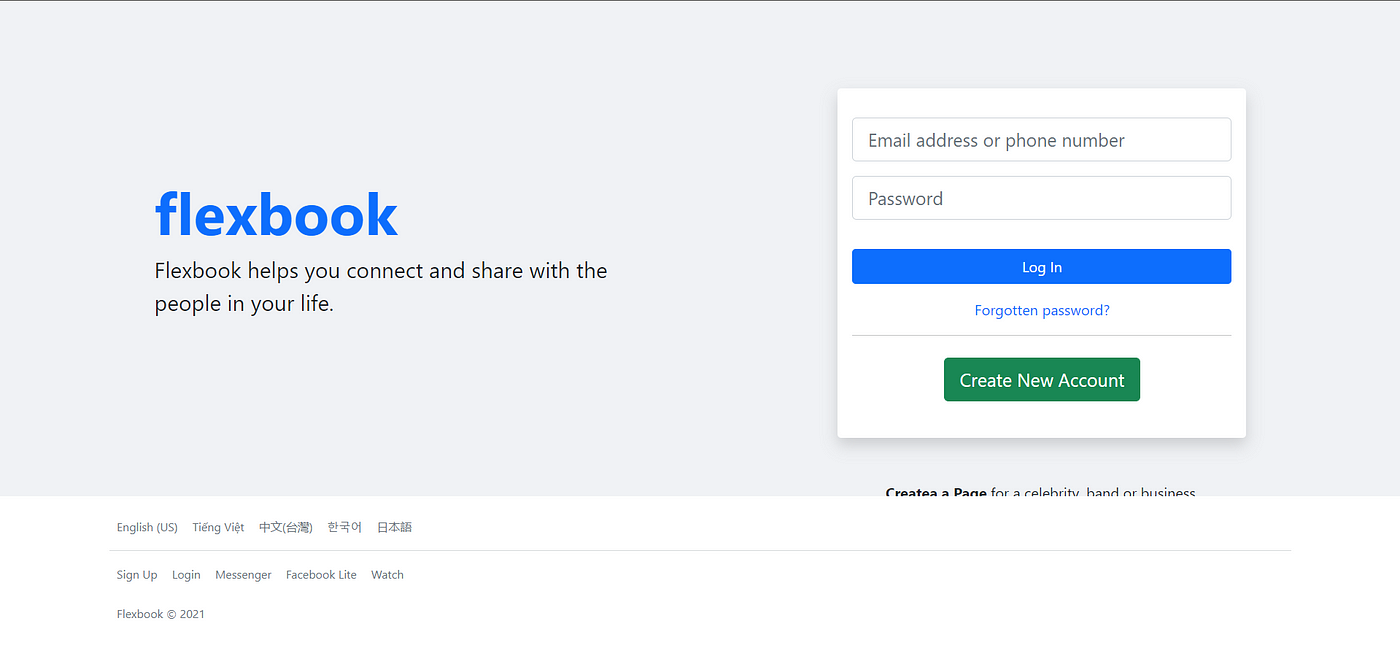 flexbook
Flexbook helps you connect and share with the
people in your life.
Email address or phone number
Password
Log In
Forgotten password?
Create New Account
Createa a Page for a celebrity, band or business
English (US) Tiếng Việt 中文(台灣) 한국어 日本語
Sign Up Login Messenger Facebook Lite Watch
Flexbook © 2021